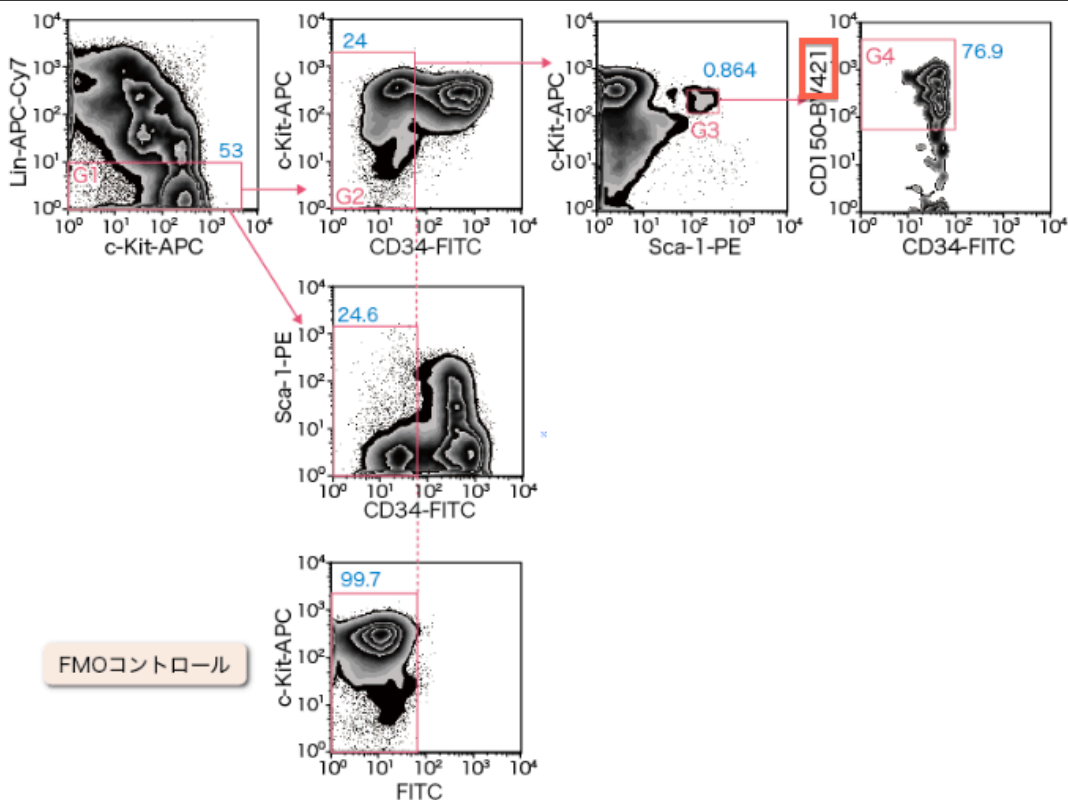 10⁴
10³
10²
10¹
10⁰
Lin-APC-Cy7
53
G1
10⁰ 10¹ 10² 10³ 10⁴
c-Kit-APC
10⁴
10³
10²
10¹
10⁰
c-Kit-APC
24
G2
10⁰ 10¹ 10² 10³ 10⁴
CD34-FITC
10⁴
10³
10²
10¹
10⁰
c-Kit-APC
0.864
G3
10⁰ 10¹ 10² 10³ 10⁴
Sca-1-PE
10⁴
10³
10²
10¹
10⁰
CD150-BV421
G4
76.9
10⁰ 10¹ 10² 10³ 10⁴
CD34-FITC
10⁴
10³
10²
10¹
10⁰
Sca-1-PE
24.6
10⁰ 10¹ 10² 10³ 10⁴
CD34-FITC
FMOコントロール
10⁴
10³
10²
10¹
10⁰
c-Kit-APC
99.7
10⁰ 10¹ 10² 10³ 10⁴
FITC